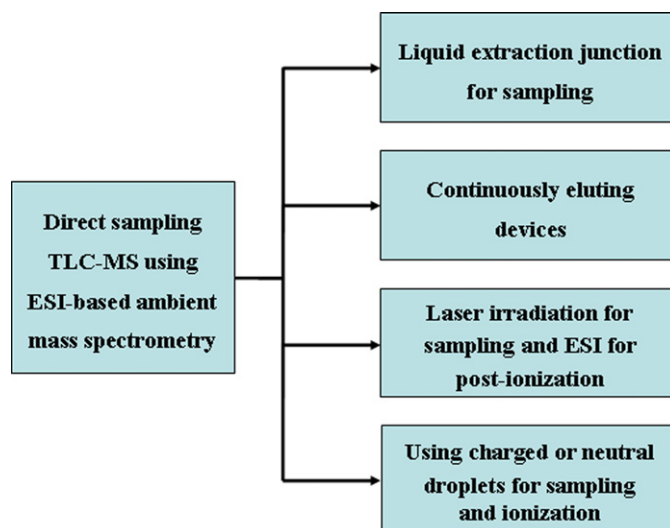 Direct sampling
TLC-MS using
ESI-based ambient
mass spectrometry
Liquid extraction junction
for sampling
Continuously eluting
devices
Laser irradiation for
sampling and ESI for
post-ionization
Using charged or neutral
droplets for sampling
and ionization